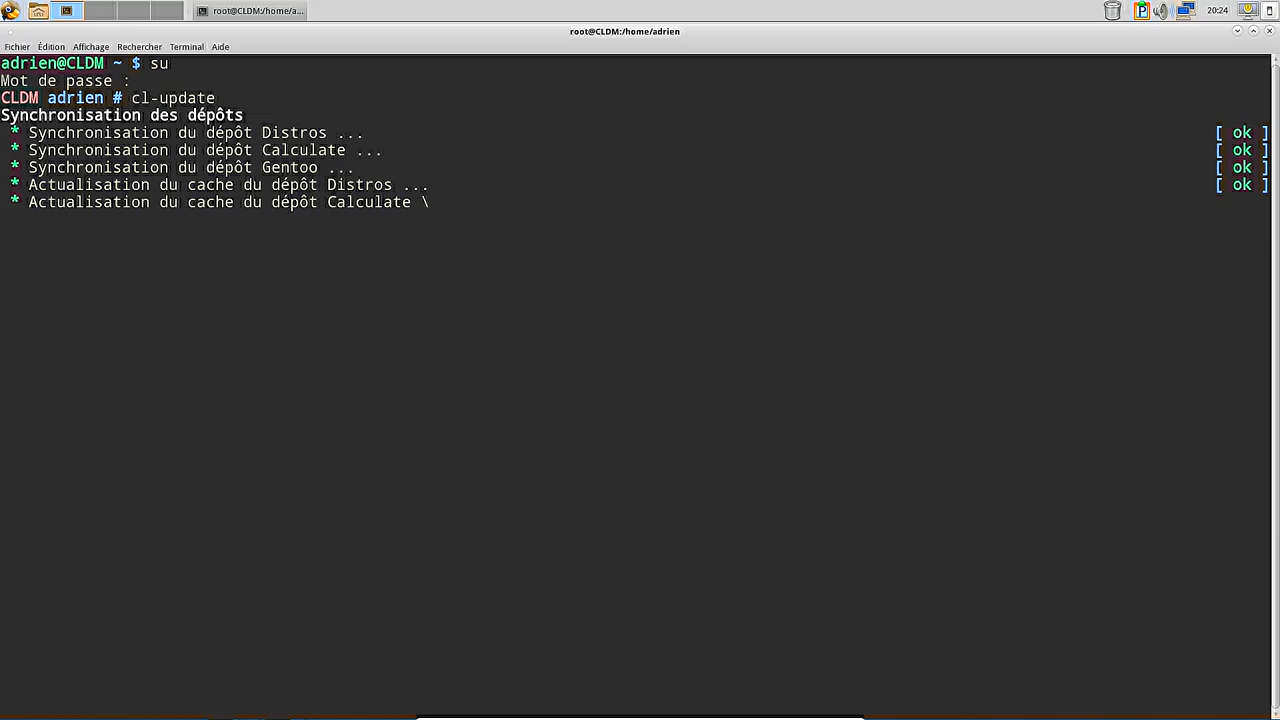 root@CLDM:/home/a...
20:24
root@CLDM:/home/adrien
Fichier Édition Affichage Rechercher Terminal Aide
adrien@CLDM ~ $ su
Mot de passe :
CLDM adrien # cl-update
Synchronisation des dépôts
* Synchronisation du dépôt Distros ... [ ok ]
* Synchronisation du dépôt Calculate ... [ ok ]
* Synchronisation du dépôt Gentoo ... [ ok ]
* Actualisation du cache du dépôt Distros ... [ ok ]
* Actualisation du cache du dépôt Calculate \